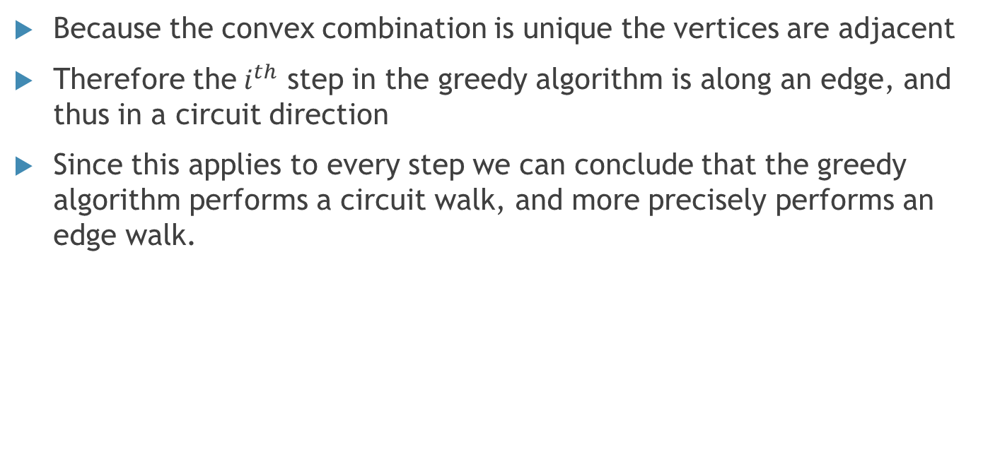 Because the convex combination is unique the vertices are adjacent
Therefore the $i^{th}$ step in the greedy algorithm is along an edge, and
thus in a circuit direction
Since this applies to every step we can conclude that the greedy
algorithm performs a circuit walk, and more precisely performs an
edge walk.